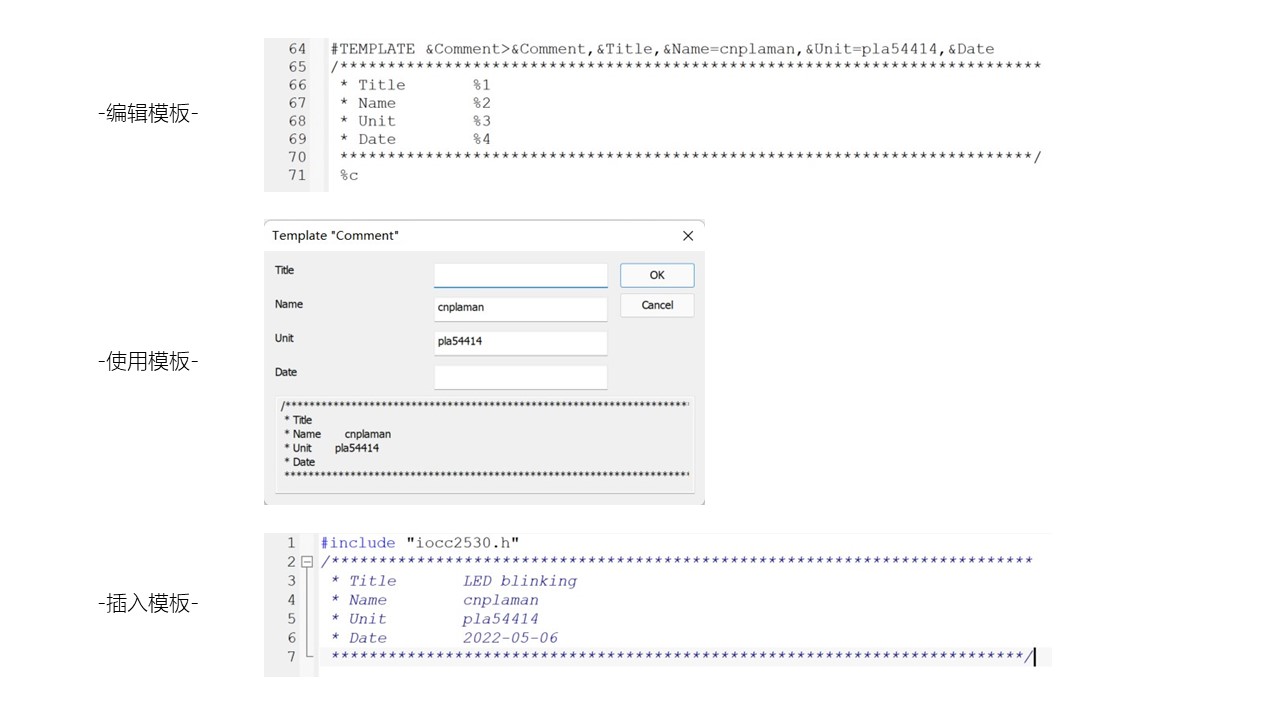 -编辑模板-
64 #TEMPLATE &Comment>&Comment,&Title,&Name=cnplaman,&Unit=pla54414,&Date
65 /**************************************************************************
66 * Title %1
67 * Name %2
68 * Unit %3
69 * Date %4
70 *************************************************************************/
71 %c
-使用模板-
Template "Comment"
Title
OK
Name cnplaman
Cancel
Unit pla54414
Date
/**************************************************************************
* Title
* Name cnplaman
* Unit pla54414
* Date
**************************************************************************
-插入模板-
1 #include "iocc2530.h"
2 /**************************************************************************
3 * Title LED blinking
4 * Name cnplaman
5 * Unit pla54414
6 * Date 2022-05-06
7 *************************************************************************/